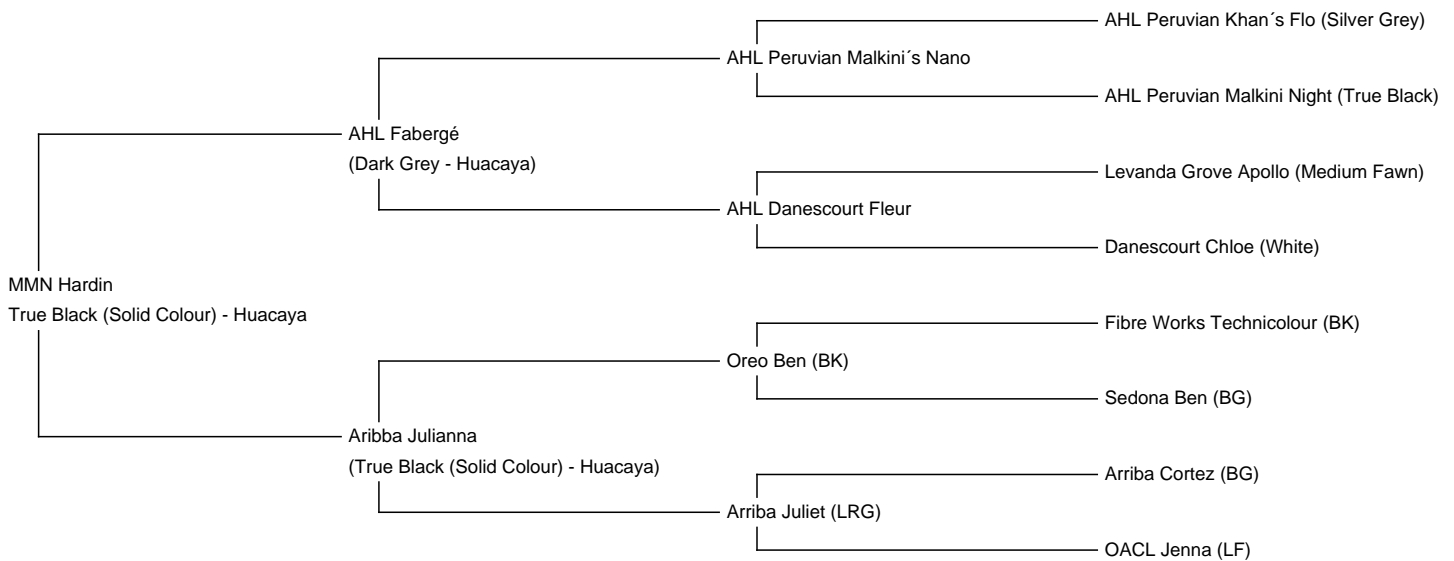 AHL Peruvian Khan´s Flo (Silver Grey)
AHL Peruvian Malkini´s Nano
AHL Peruvian Malkini Night (True Black)
AHL Fabergé
(Dark Grey - Huacaya)
Levanda Grove Apollo (Medium Fawn)
AHL Danescourt Fleur
Danescourt Chloe (White)
MMN Hardin
True Black (Solid Colour) - Huacaya
Fibre Works Technicolour (BK)
Oreo Ben (BK)
Sedona Ben (BG)
Aribba Julianna
(True Black (Solid Colour) - Huacaya)
Arriba Cortez (BG)
Arriba Juliet (LRG)
OACL Jenna (LF)